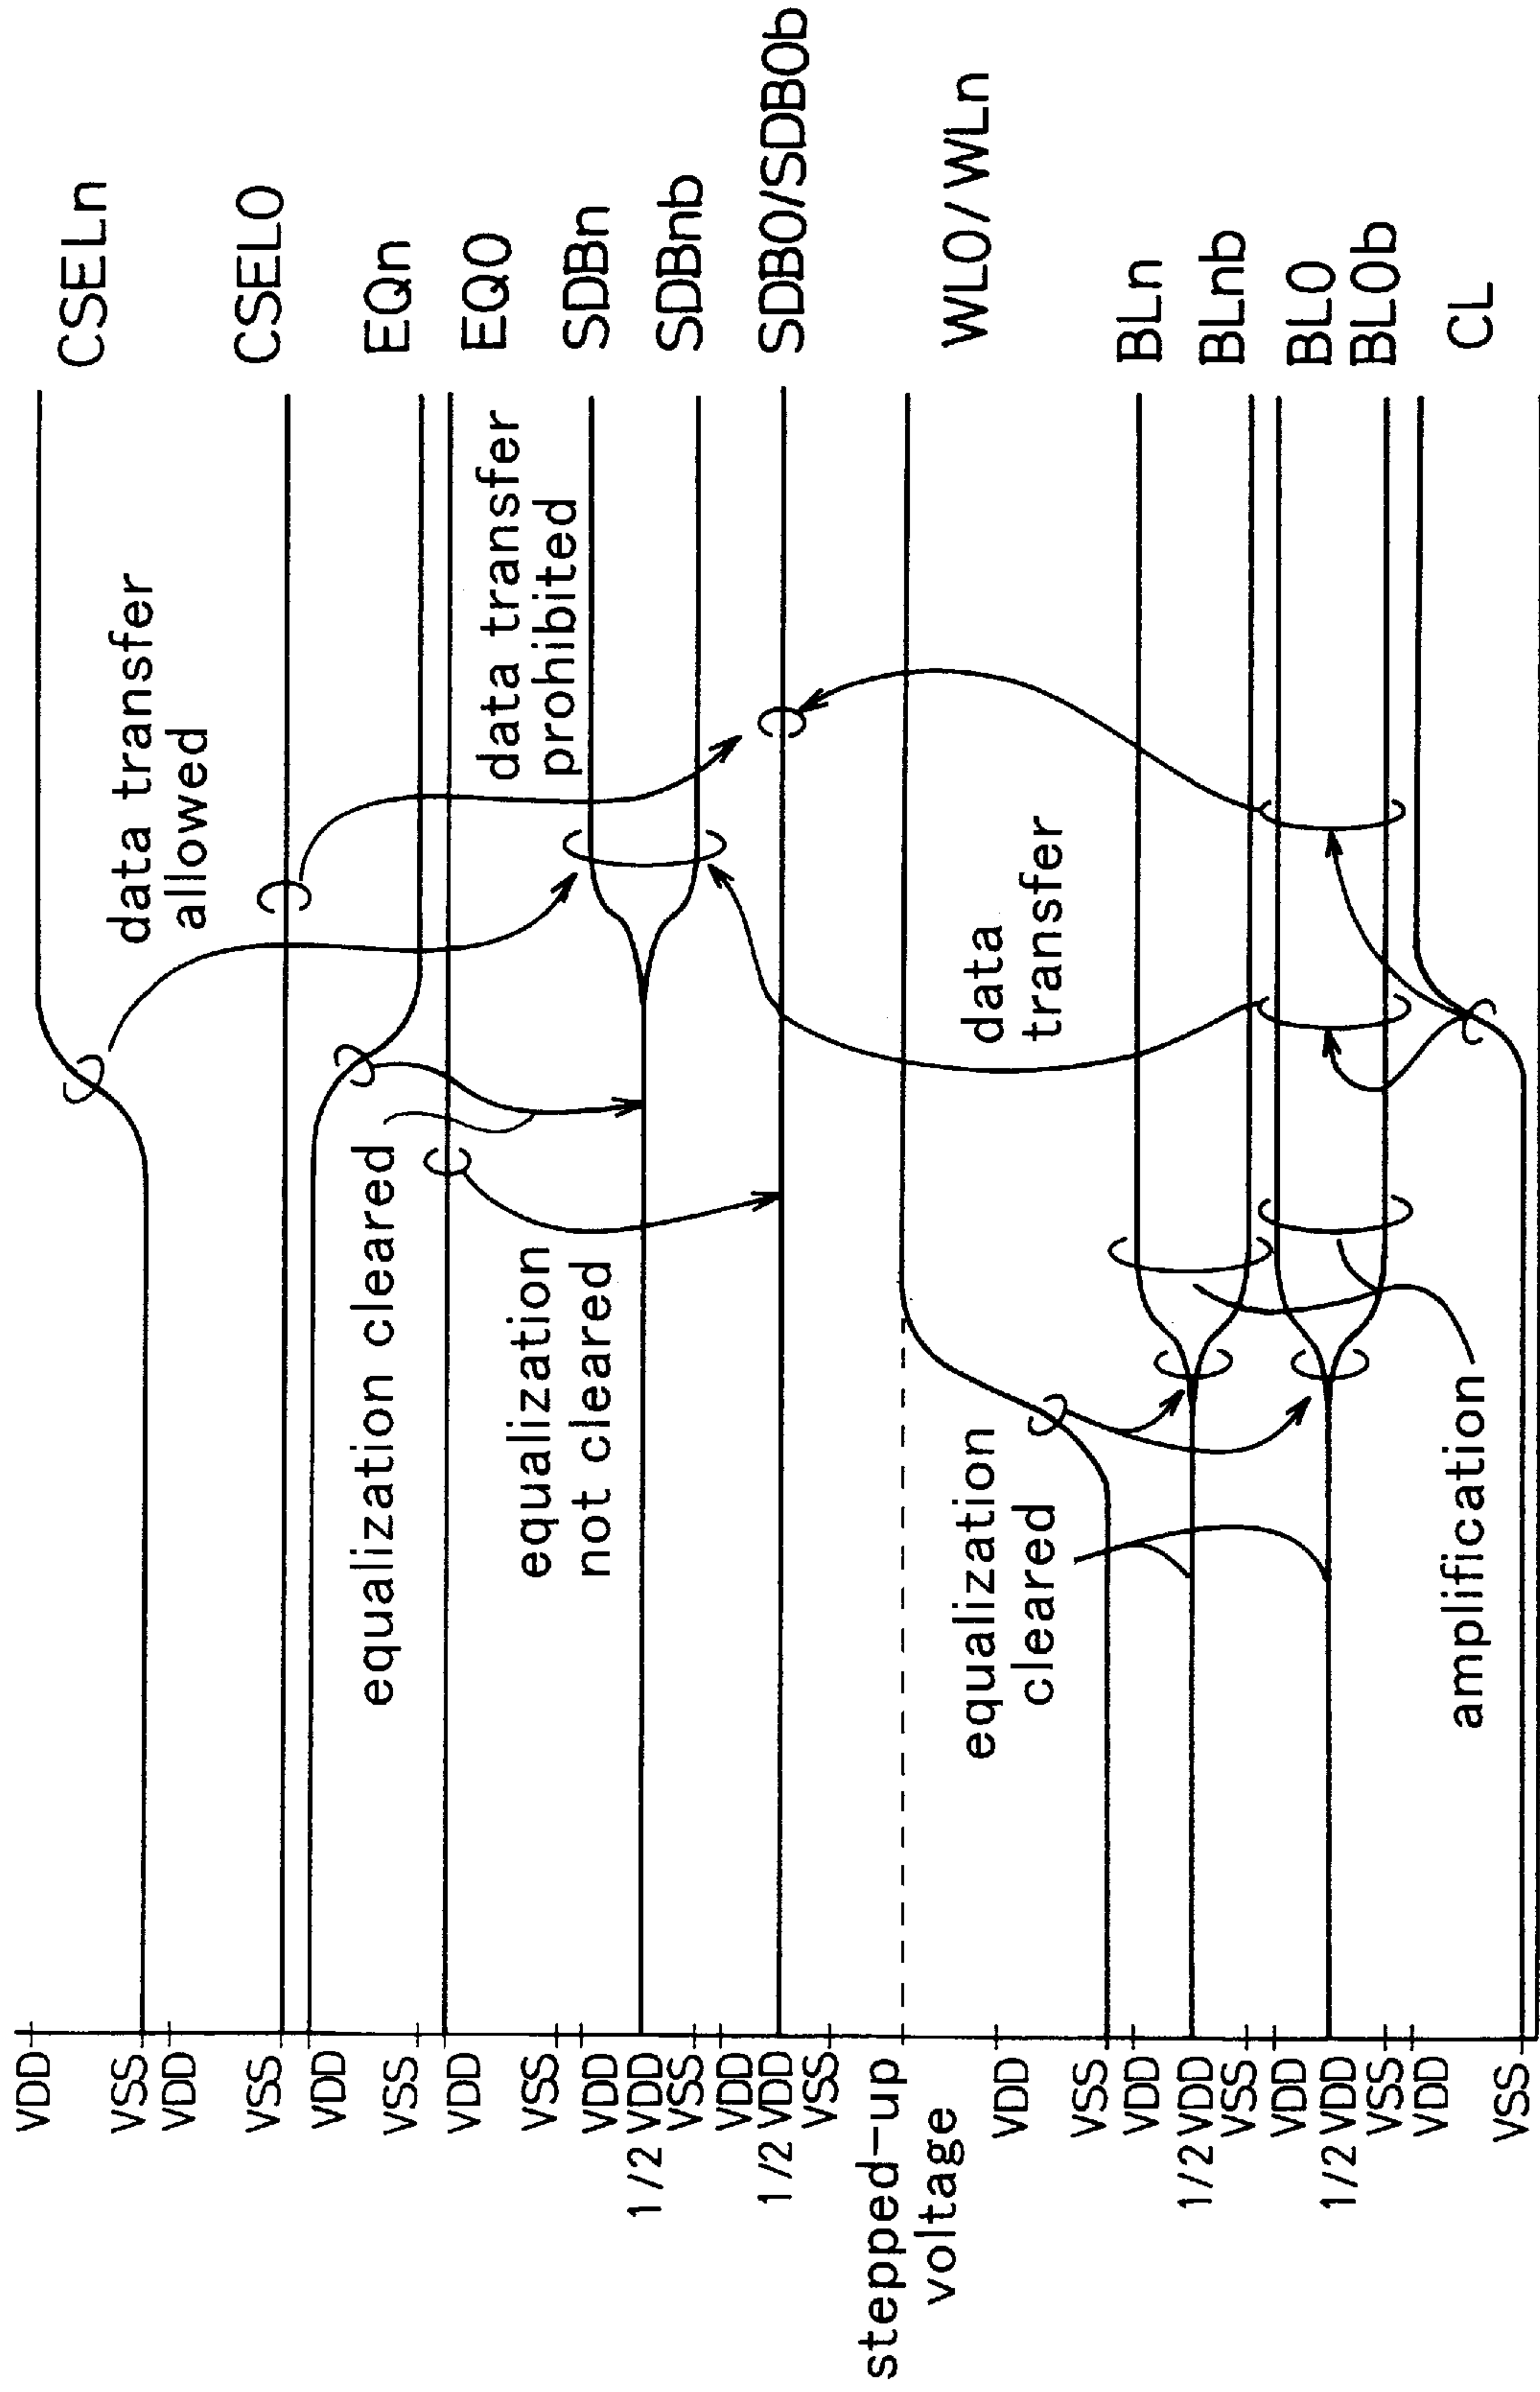 VDD
VSS
VDD
VSS
VDD
VSS
VDD
VSS
VDD
1/2 VDD
VSS
VDD
1/2 VDD
VSS
stepped-up
voltage
VDD
VSS
VDD
1/2 VDD
VSS
VDD
1/2 VDD
VSS
VDD
VSS
data transfer
allowed
equalization cleared
equalization
not cleared
data transfer
prohibited
equalization
cleared
data
transfer
amplification
CSELn
CSEL0
EQn
EQ0
SDBn
SDBnb
SDB0/SDB0b
WL0/WLn
BLn
BLnb
BL0
BL0b
CL